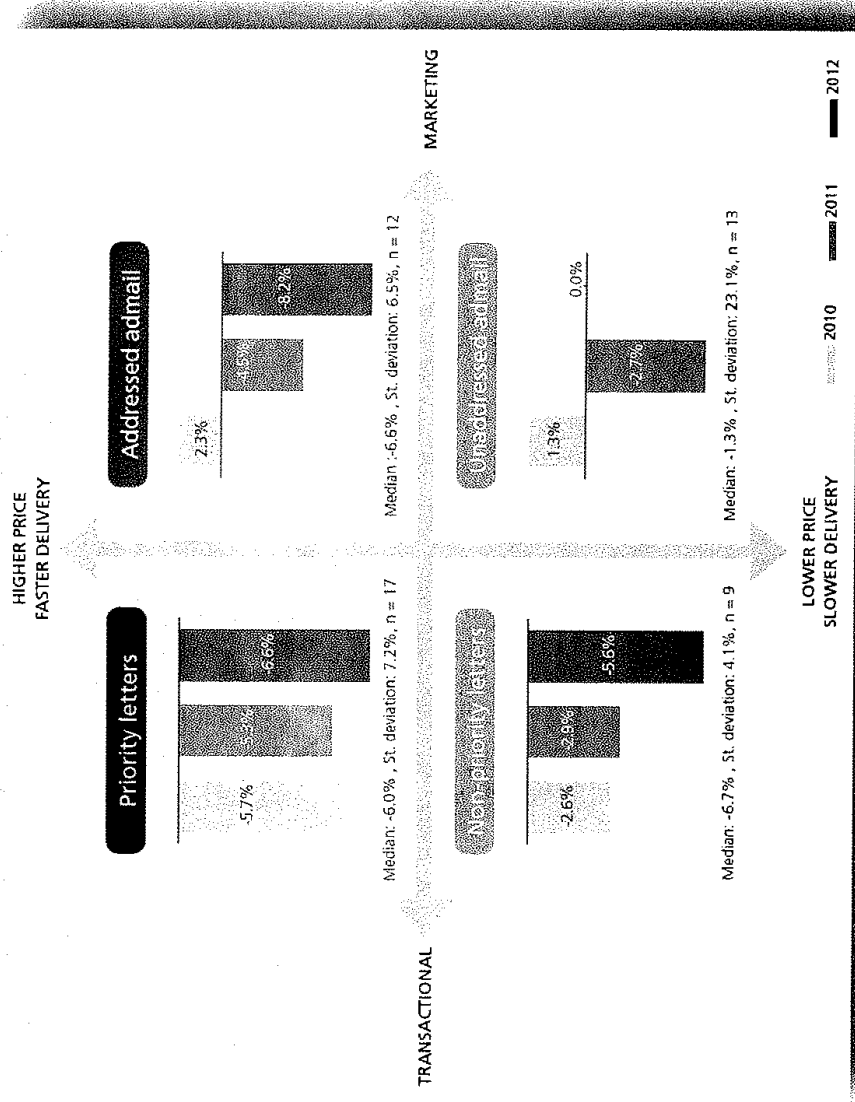 HIGHER PRICE
FASTER DELIVERY
Priority letters
-5.7%
-6.6%
Median: -6.0% , St. deviation: 7.2%, n = 17
Addressed admail
2.3%
-8.2%
Median :-6.6% , St. deviation: 6.5%, n = 12
TRANSACTIONAL
MARKETING
Non-priority letters
-2.6%
-2.9%
-5.6%
Median: -6.7% , St. deviation: 4.1%, n = 9
Unaddressed admail
1.3%
-2.7%
0.0%
Median: -1.3% , St. deviation: 23.1%, n = 13
LOWER PRICE
SLOWER DELIVERY
2010
2011
2012